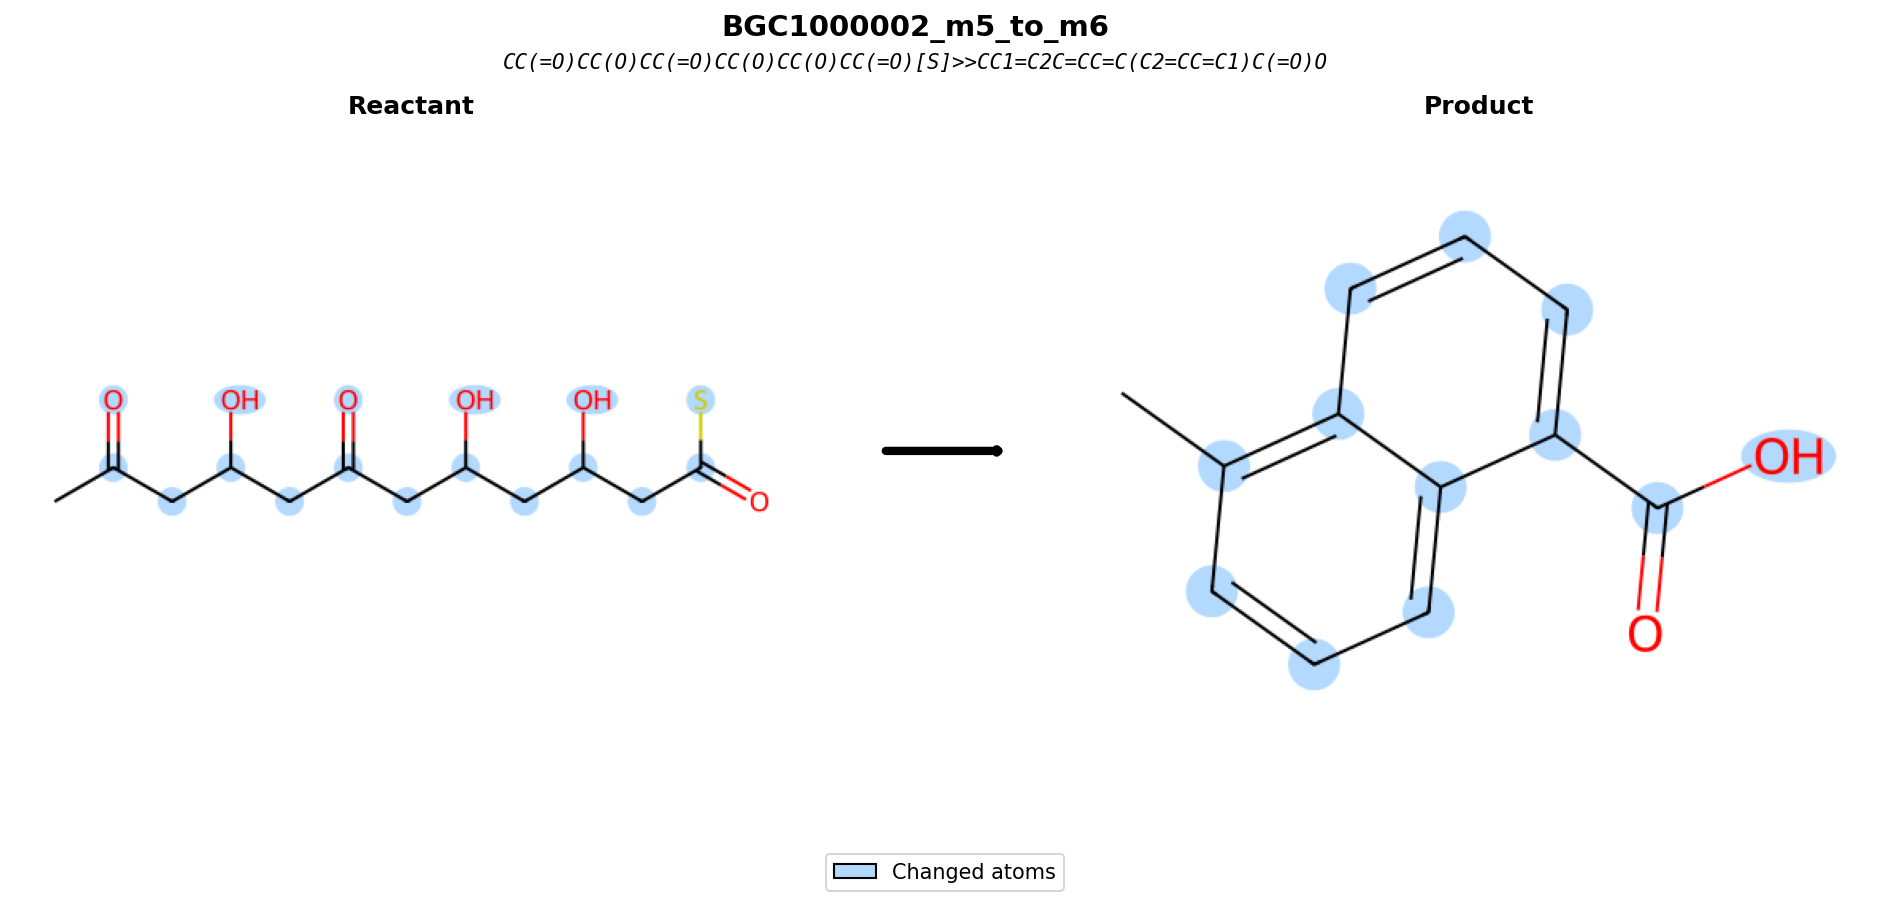 BGC1000002_m5_to_m6
CC(=O)CC(O)CC(=O)CC(O)CC(O)CC(=O)[S]>>CC1=C2C=CC=C(C2=CC=C1)C(=O)O
Reactant
Product
O OH O OH OH S
O
OH
O
Changed atoms